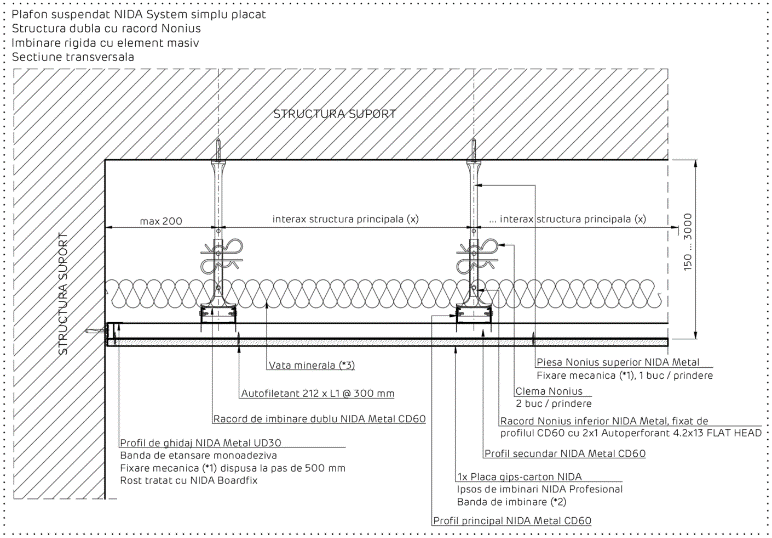 Plafon suspendat NIDA System simplu placat
Structura dubla cu racord Nonius
Imbinare rigida cu element masiv
Sectiune transversala
STRUCTURA SUPORT
max 200
interax structura principala (x)
... interax structura principala (x)
150 ... 3000
STRUCTURA SUPORT
Vata minerala (*3)
Piesa Nonius superior NIDA Metal
Fixare mecanica (*1), 1 buc / prindere
Autofiletant 212 x L1 @ 300 mm
Clema Nonius
2 buc / prindere
Racord de imbinare dublu NIDA Metal CD60
Racord Nonius inferior NIDA Metal, fixat de
profilul CD60 cu 2x1 Autoperforant 4.2x13 FLAT HEAD
Profil de ghidaj NIDA Metal UD30
Banda de etansare monoadeziva
Fixare mecanica (*1) dispusa la pas de 500 mm
Rost tratat cu NIDA Boardfix
Profil secundar NIDA Metal CD60
1x Placa gips-carton NIDA
Ipsos de imbinari NIDA Profesional
Banda de imbinare (*2)
Profil principal NIDA Metal CD60